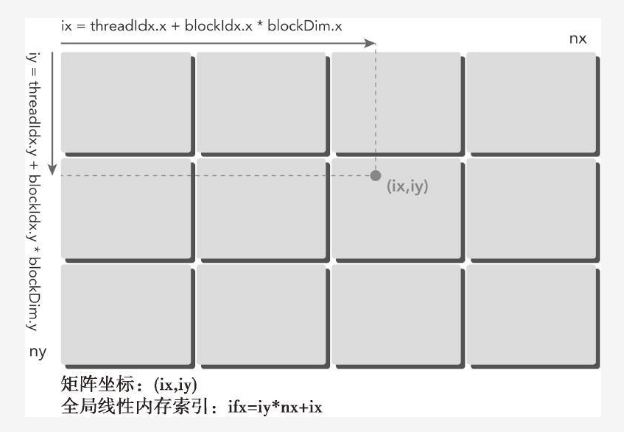 ix = threadIdx.x + blockIdx.x * blockDim.x
nx
iy = threadIdx.y + blockIdx.y * blockDim.y
(ix,iy)
ny
矩阵坐标：(ix,iy)
全局线性内存索引：ifx=iy*nx+ix